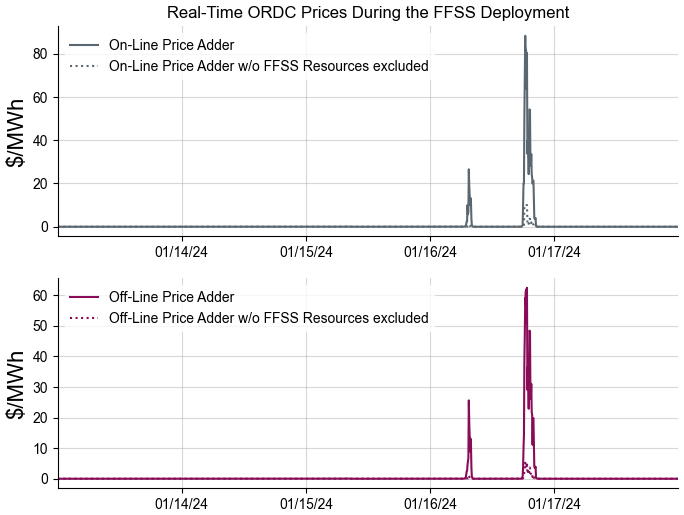 Real-Time ORDC Prices During the FFSS Deployment
On-Line Price Adder
On-Line Price Adder w/o FFSS Resources excluded
$/MWh
80
60
40
20
0
01/14/24 01/15/24 01/16/24 01/17/24
Off-Line Price Adder
Off-Line Price Adder w/o FFSS Resources excluded
$/MWh
60
50
40
30
20
10
0
01/14/24 01/15/24 01/16/24 01/17/24